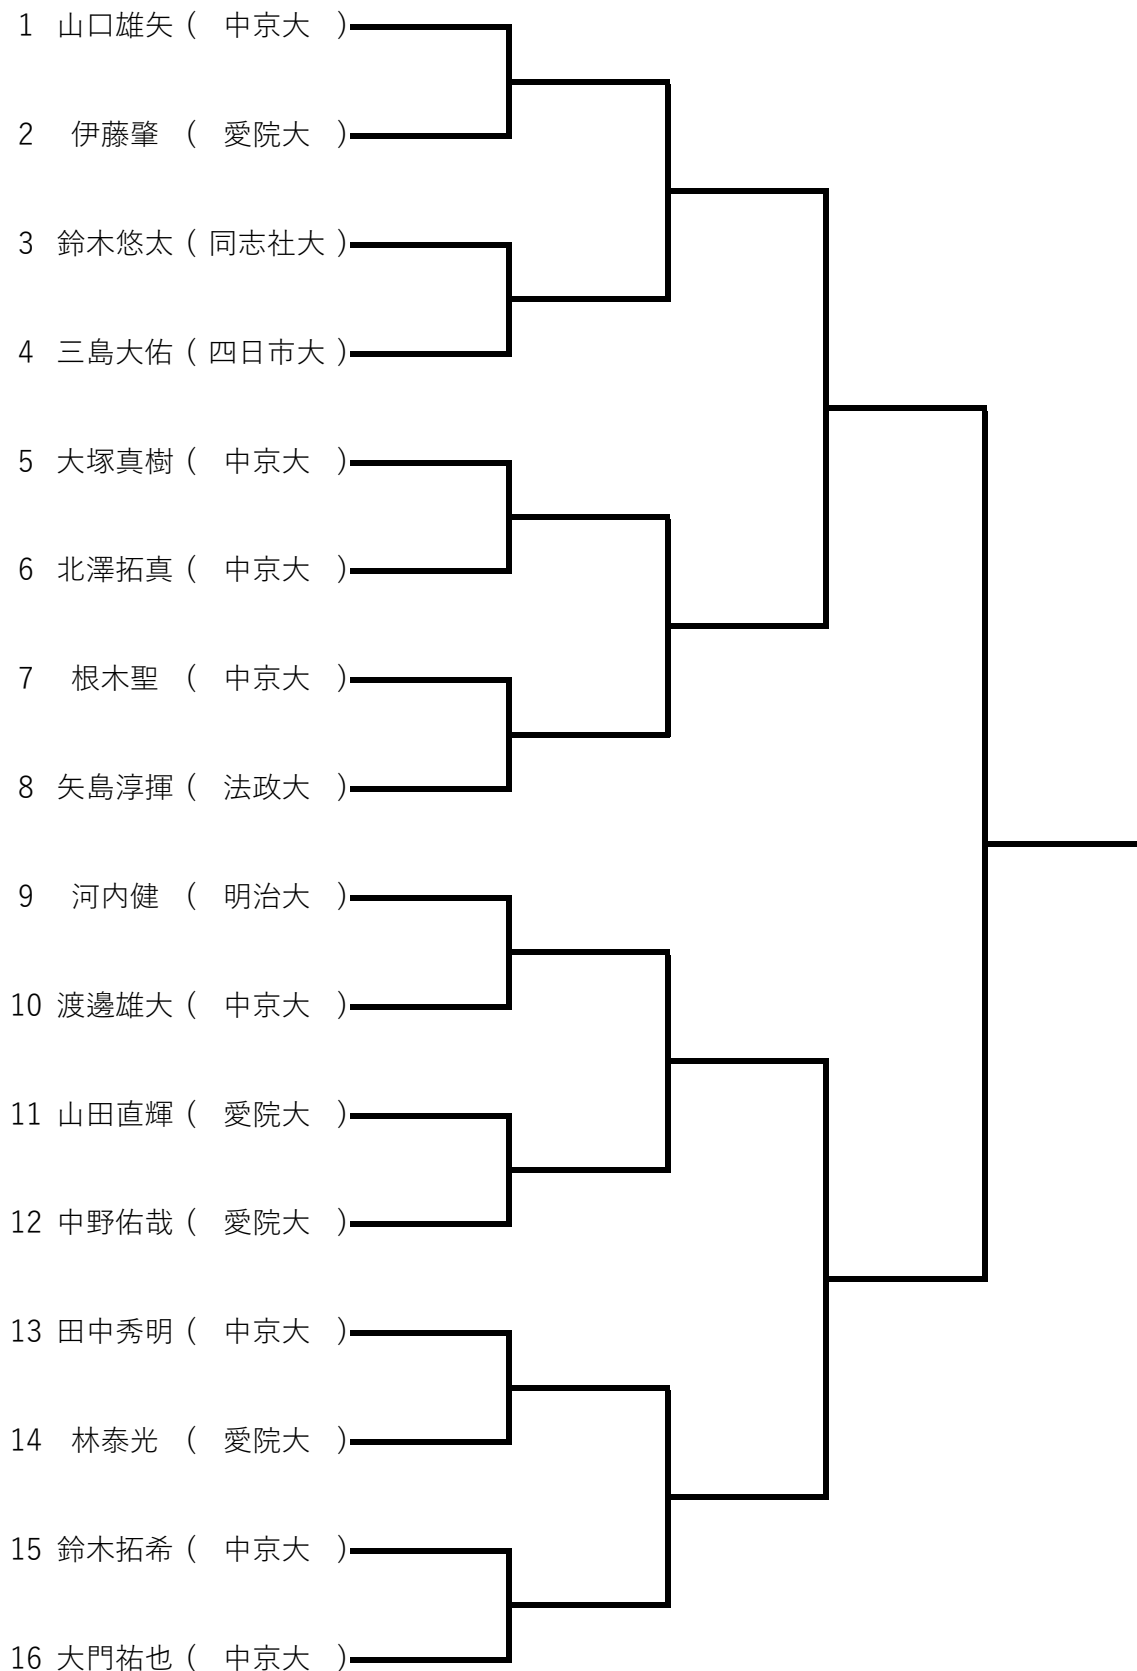 1 山口雄矢 ( 中京大 )
2 伊藤肇 ( 愛院大 )
3 鈴木悠太 ( 同志社大 )
4 三島大佑 ( 四日市大 )
5 大塚真樹 ( 中京大 )
6 北澤拓真 ( 中京大 )
7 根木聖 ( 中京大 )
8 矢島淳揮 ( 法政大 )
9 河内健 ( 明治大 )
10 渡邊雄大 ( 中京大 )
11 山田直輝 ( 愛院大 )
12 中野佑哉 ( 愛院大 )
13 田中秀明 ( 中京大 )
14 林泰光 ( 愛院大 )
15 鈴木拓希 ( 中京大 )
16 大門祐也 ( 中京大 )